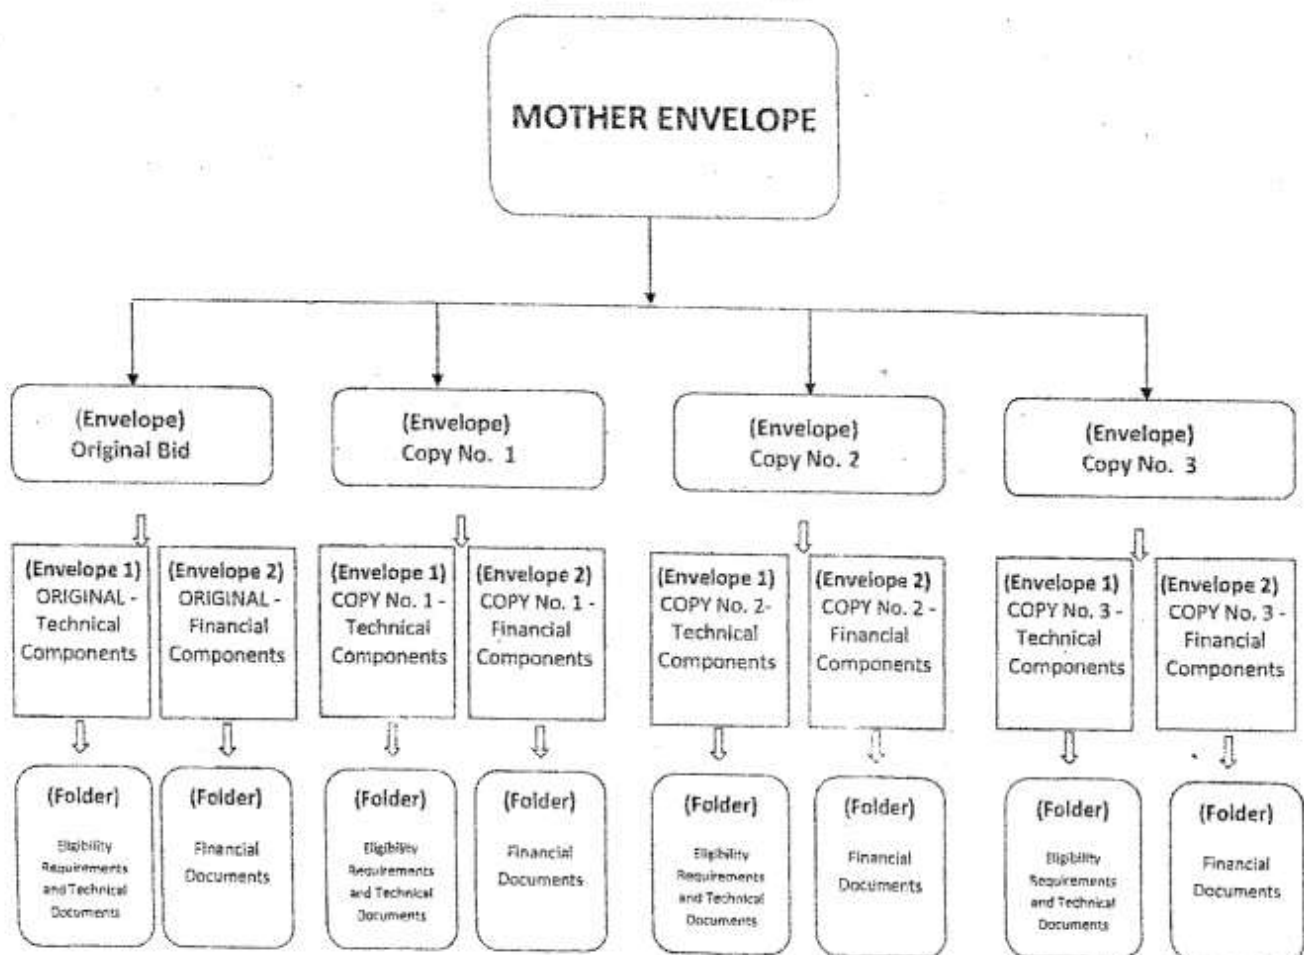 MOTHER ENVELOPE
(Envelope)
Original Bid
(Envelope)
Copy No. 1
(Envelope)
Copy No. 2
(Envelope)
Copy No. 3
(Envelope 1)
ORIGINAL -
Technical
Components
(Envelope 2)
ORIGINAL -
Financial
Components
(Envelope 1)
COPY No. 1 -
Technical
Components
(Envelope 2)
COPY No. 1 -
Financial
Components
(Envelope 1)
COPY No. 2-
Technical
Components
(Envelope 2)
COPY No. 2 -
Financial
Components
(Envelope 1)
COPY No. 3 -
Technical
Components
(Envelope 2)
COPY No. 3 -
Financial
Components
(Folder)
Eligibility
Requirements
and Technical
Documents
(Folder)
Financial
Documents
(Folder)
Eligibility
Requirements
and Technical
Documents
(Folder)
Financial
Documents
(Folder)
Eligibility
Requirements
and Technical
Documents
(Folder)
Financial
Documents
(Folder)
Eligibility
Requirements
and Technical
Documents
(Folder)
Financial
Documents